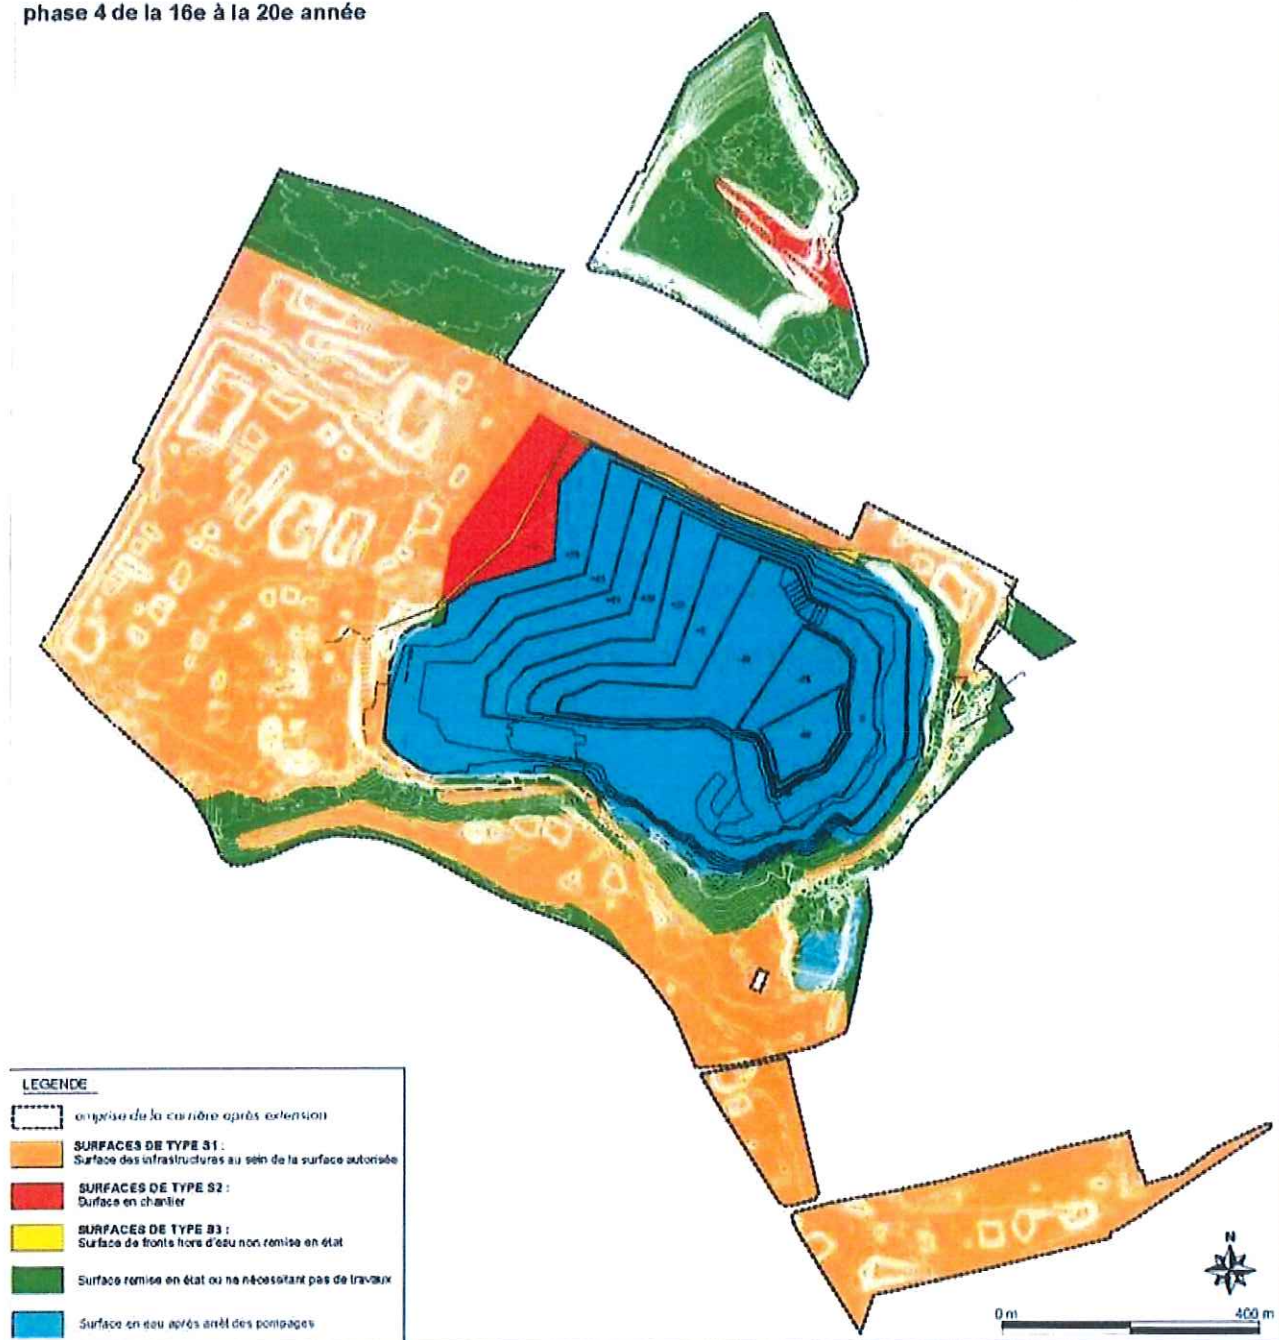 phase 4 de la 16e à la 20e année
LEGENDE
emprise de la carrière après extension
SURFACES DE TYPE S1 :
Surface des infrastructures au sein de la surface autorisée
SURFACES DE TYPE S2 :
Surface en chantier
SURFACES DE TYPE S3 :
Surface de fronts hors d'eau non remise en état
Surface remise en état ou ne nécessitant pas de travaux
Surface en eau après arrêt des pompages
N
0 m 400 m